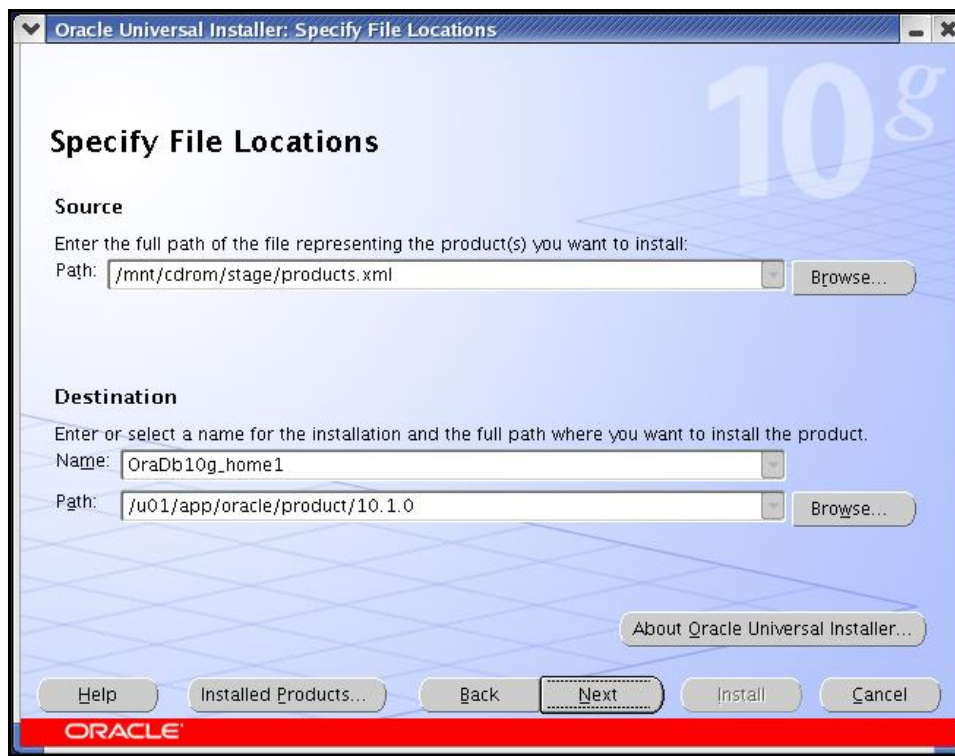 Oracle Universal Installer: Specify File Locations
10g
Specify File Locations
Source
Enter the full path of the file representing the product(s) you want to install:
Path: /mnt/cdrom/stage/products.xml Browse...
Destination
Enter or select a name for the installation and the full path where you want to install the product.
Name: OraDb10g_home1
Path: /u01/app/oracle/product/10.1.0 Browse...
About Oracle Universal Installer...
Help Installed Products... Back Next Install Cancel
ORACLE